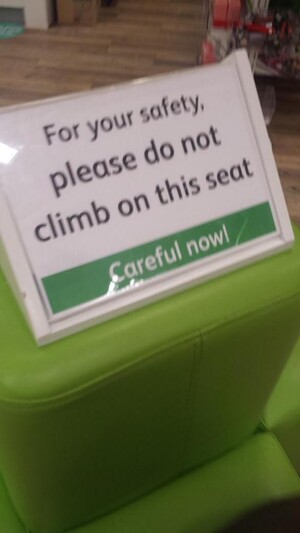 For your safety,
please do not
climb on this seat
Careful now!